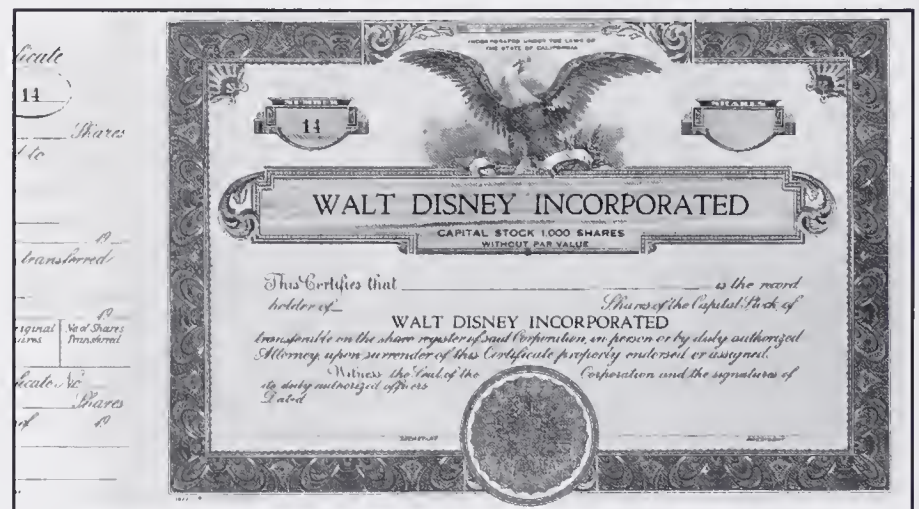 ficate
14
Shares
to
19
transferred
19
iginal No of Shares
ares Transferred
ficate No
Shares
of 19
INCORPORATED UNDER THE LAWS OF
THE STATE OF CALIFORNIA
NUMBER
14
SHARES
WALT DISNEY INCORPORATED
CAPITAL STOCK 1,000 SHARES
WITHOUT PAR VALUE
This Certifies that is the record
holder of Shares of the Capital Stock of
WALT DISNEY INCORPORATED
transferable on the share register of said Corporation, in person or by duly authorized
Attorney, upon surrender of this Certificate properly endorsed or assigned.
Witness the Seal of the Corporation and the signatures of
its duly authorized officers
Dated
SECRETARY PRESIDENT